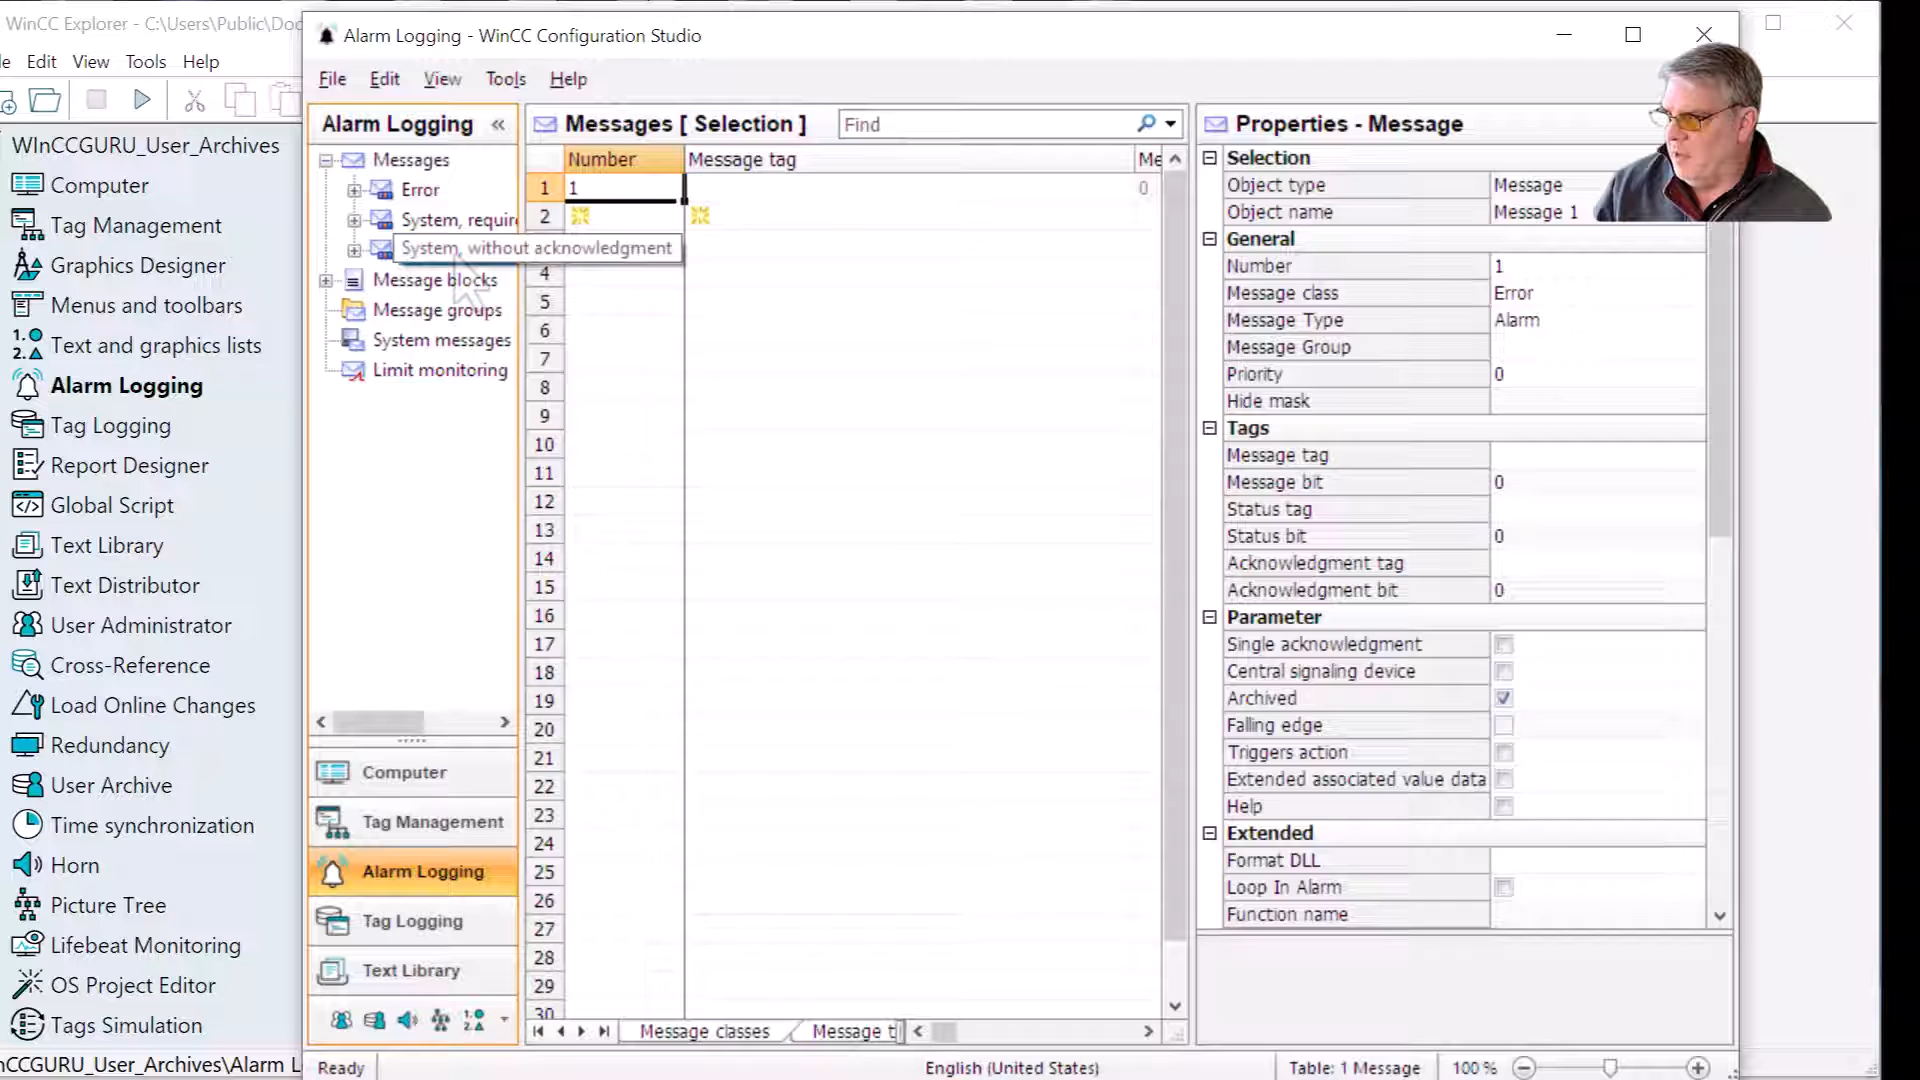 WinCC Explorer - C:\Users\Public\Doc
Edit View Tools Help
WInCCGURU_User_Archives
Computer
Tag Management
Graphics Designer
Menus and toolbars
Text and graphics lists
Alarm Logging
Tag Logging
Report Designer
Global Script
Text Library
Text Distributor
User Administrator
Cross-Reference
Load Online Changes
Redundancy
User Archive
Time synchronization
Horn
Picture Tree
Lifebeat Monitoring
OS Project Editor
Tags Simulation
nCCGURU_User_Archives\Alarm L
Alarm Logging - WinCC Configuration Studio
File Edit View Tools Help
Alarm Logging «
Messages
Error
System, require
System, without acknowledgment
Message blocks
Message groups
System messages
Limit monitoring
Computer
Tag Management
Alarm Logging
Tag Logging
Text Library
Messages [ Selection ] Find
Number Message tag Me
1 1 0
2
4
5
6
7
8
9
10
11
12
13
14
15
16
17
18
19
20
21
22
23
24
25
26
27
28
29
30
Message classes Message t
Properties - Message
Selection
Object type Message
Object name Message 1
General
Number 1
Message class Error
Message Type Alarm
Message Group
Priority 0
Hide mask
Tags
Message tag
Message bit 0
Status tag
Status bit 0
Acknowledgment tag
Acknowledgment bit 0
Parameter
Single acknowledgment
Central signaling device
Archived
Falling edge
Triggers action
Extended associated value data
Help
Extended
Format DLL
Loop In Alarm
Function name
Ready English (United States) Table: 1 Message 100 %